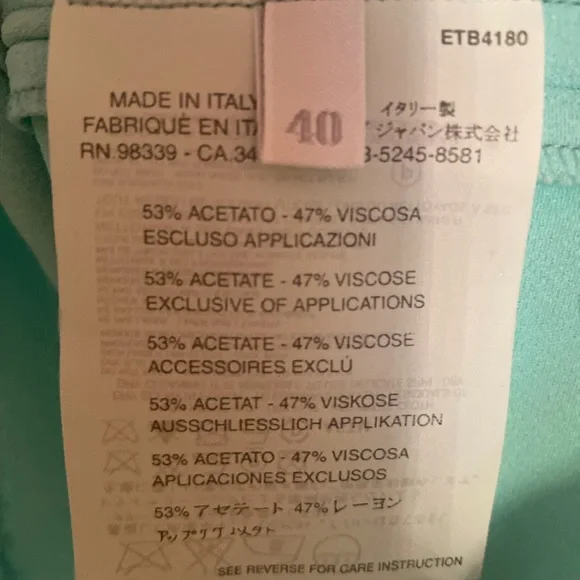 ETB4180
MADE IN ITALY イタリー製
FABRIQUÉ EN ITA ジャパン株式会社
RN.98339 - CA.34 3-5245-8581
40
53% ACETATO - 47% VISCOSA
ESCLUSO APPLICAZIONI
53% ACETATE - 47% VISCOSE
EXCLUSIVE OF APPLICATIONS
53% ACETATE - 47% VISCOSE
ACCESSOIRES EXCLÚ
53% ACETAT - 47% VISKOSE
AUSSCHLIESSLICH APPLIKATION
53% ACETATO - 47% VISCOSA
APLICACIONES EXCLUSOS
53% アセテート 47% レーヨン
SEE REVERSE FOR CARE INSTRUCTION